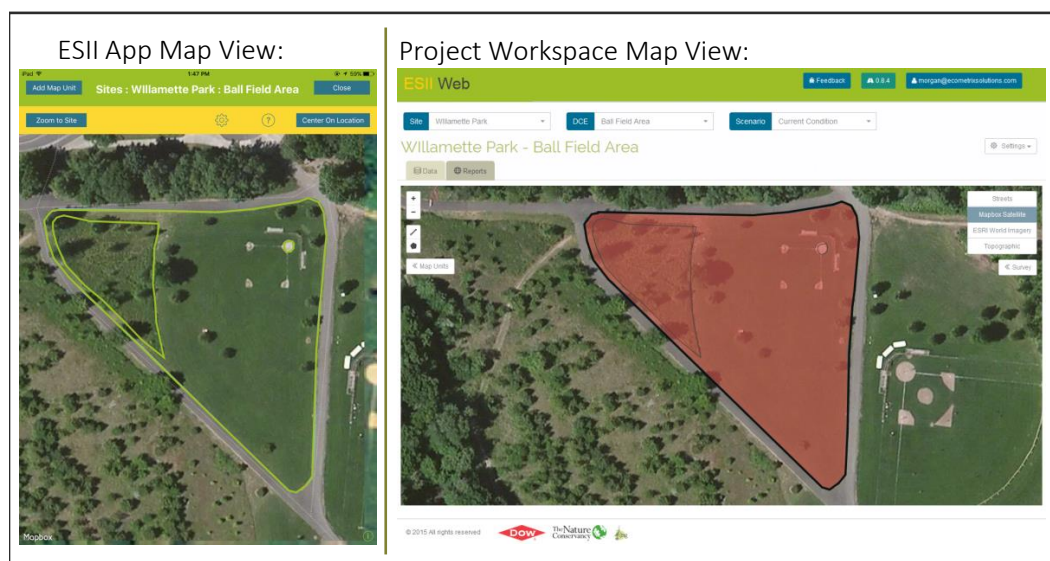 ESII App Map View:
Project Workspace Map View:
iPad 1:47 PM 53%
Add Map Unit Sites : WIllamette Park : Ball Field Area Close
Zoom to Site ? Center On Location
Mapbox
ESII Web Feedback 0.8.4 morgan@ecometrixsolutions.com
Site Willamette Park DCE Ball Field Area Scenario Current Condition
WIllamette Park - Ball Field Area Settings
Data Reports
+
−
Streets
Mapbox Satellite
ESRI World Imagery
Topographic
« Map Units
« Survey
© 2015 All rights reserved DOW The Nature Conservancy